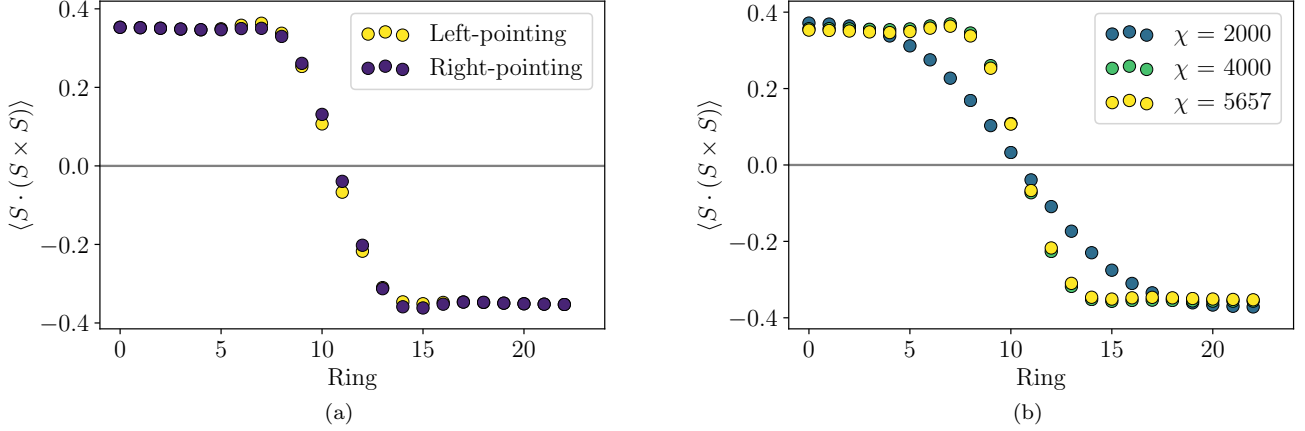 0.4
0.2
0.0
−0.2
−0.4
⟨S · (S × S)⟩
Left-pointing
Right-pointing
0 5 10 15 20
Ring
(a)
0.4
0.2
0.0
−0.2
−0.4
⟨S · (S × S)⟩
χ = 2000
χ = 4000
χ = 5657
0 5 10 15 20
Ring
(b)